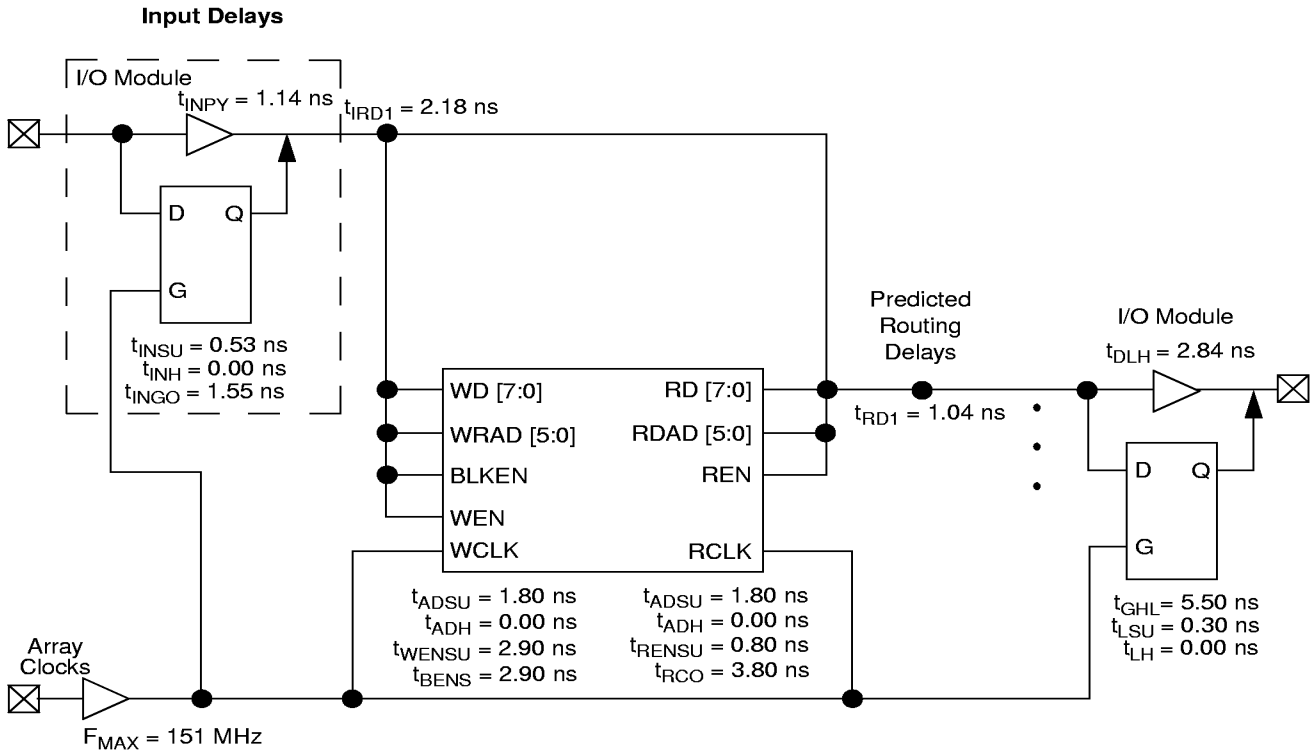 Input Delays
I/O Module
tINPY = 1.14 ns
tIRD1 = 2.18 ns
D Q
G
tINSU = 0.53 ns
tINH = 0.00 ns
tINGO = 1.55 ns
Predicted
Routing
Delays
I/O Module
tDLH = 2.84 ns
WD [7:0] RD [7:0]
tRD1 = 1.04 ns
WRAD [5:0] RDAD [5:0]
BLKEN REN
WEN
WCLK RCLK
D Q
G
tADSU = 1.80 ns
tADH = 0.00 ns
tWENSU = 2.90 ns
tBENS = 2.90 ns
tADSU = 1.80 ns
tADH = 0.00 ns
tRENSU = 0.80 ns
tRCO = 3.80 ns
tGHL = 5.50 ns
tLSU = 0.30 ns
tLH = 0.00 ns
Array
Clocks
FMAX = 151 MHz